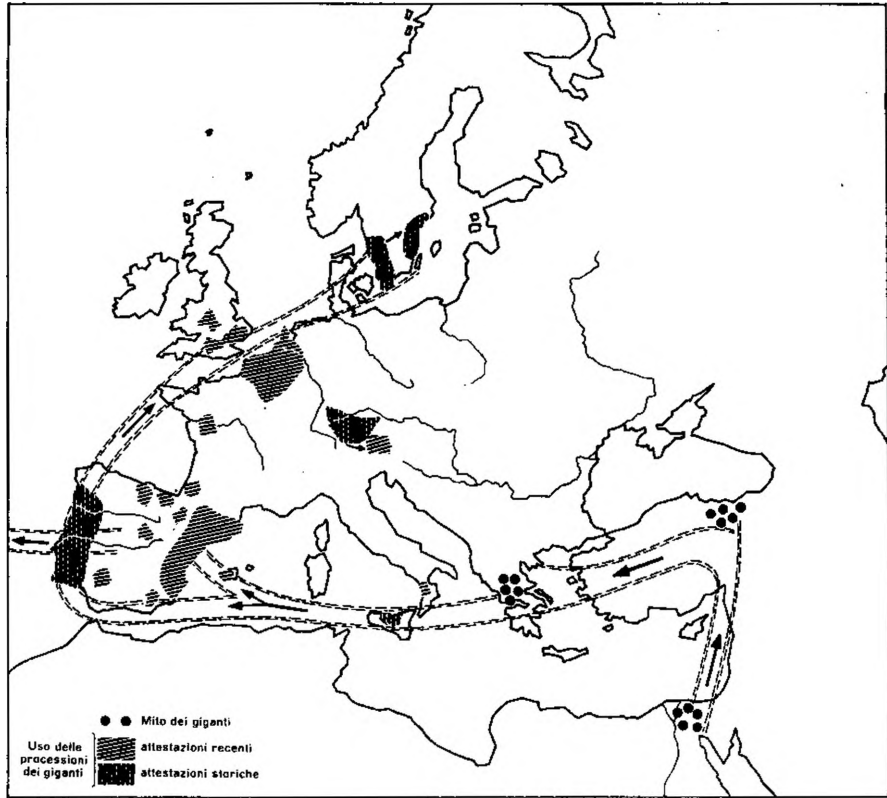 Mito dei giganti
Uso delle
processioni
dei giganti
attestazioni recenti
attestazioni storiche